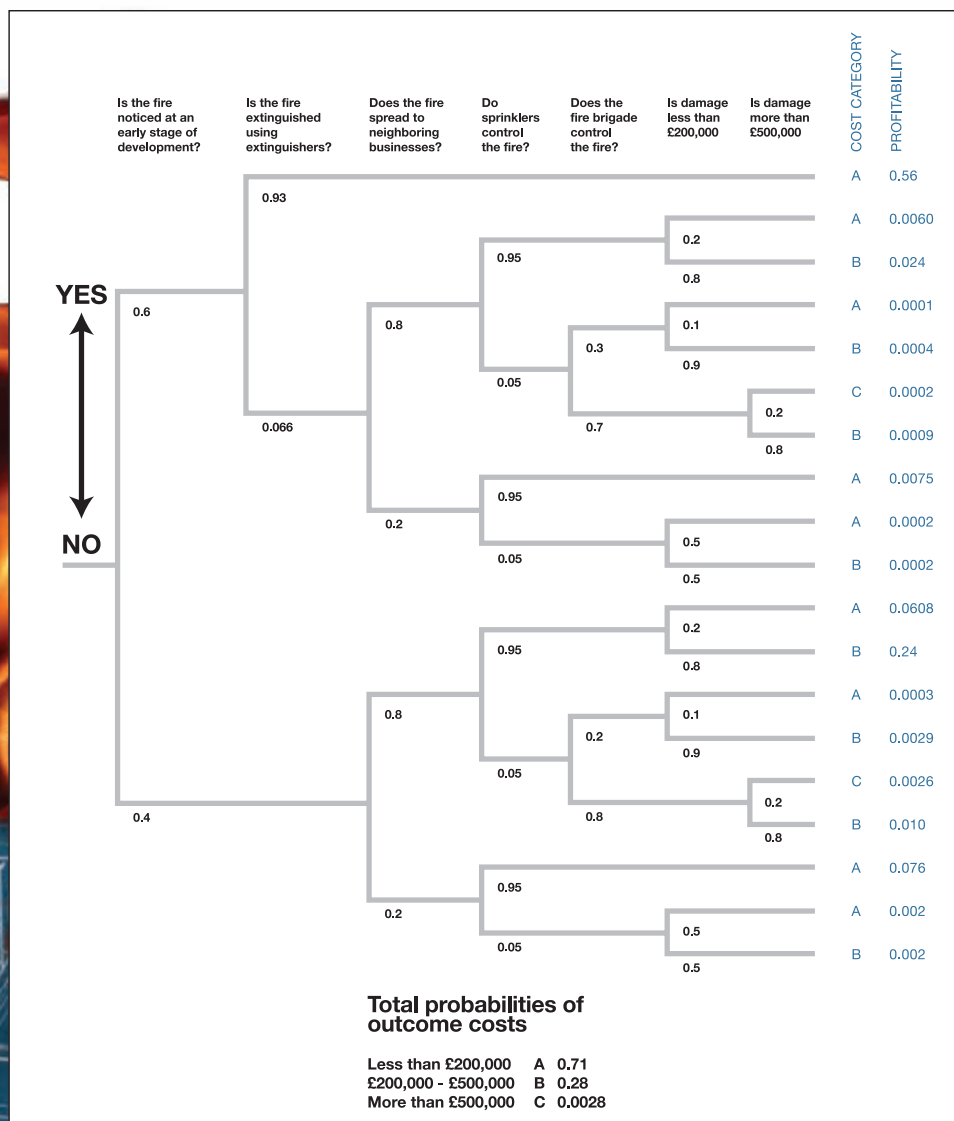 Is the fire
noticed at an
early stage of
development?
Is the fire
extinguished
using
extinguishers?
Does the fire
spread to
neighboring
businesses?
Do
sprinklers
control
the fire?
Does the
fire brigade
control
the fire?
Is damage
less than
£200,000
Is damage
more than
£500,000
COST CATEGORY
PROFITABILITY
YES
NO
0.6
0.4
0.93
0.066
0.8
0.2
0.95
0.05
0.3
0.7
0.2
0.8
0.1
0.9
0.2
0.8
0.95
0.05
0.5
0.5
0.8
0.2
0.95
0.05
0.2
0.8
0.2
0.8
0.1
0.9
0.2
0.8
0.95
0.05
0.5
0.5
A 0.56
A 0.0060
B 0.024
A 0.0001
B 0.0004
C 0.0002
B 0.0009
A 0.0075
A 0.0002
B 0.0002
A 0.0608
B 0.24
A 0.0003
B 0.0029
C 0.0026
B 0.010
A 0.076
A 0.002
B 0.002
Total probabilities of
outcome costs
Less than £200,000 A 0.71
£200,000 - £500,000 B 0.28
More than £500,000 C 0.0028